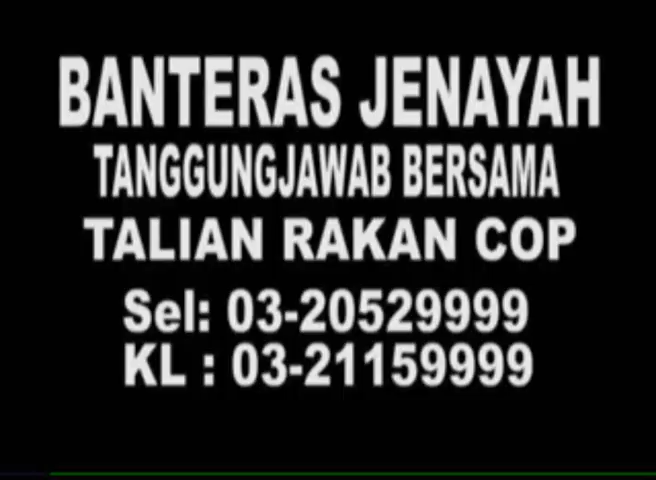 BANTERAS JENAYAH
TANGGUNGJAWAB BERSAMA
TALIAN RAKAN COP
Sel: 03-20529999
KL : 03-21159999